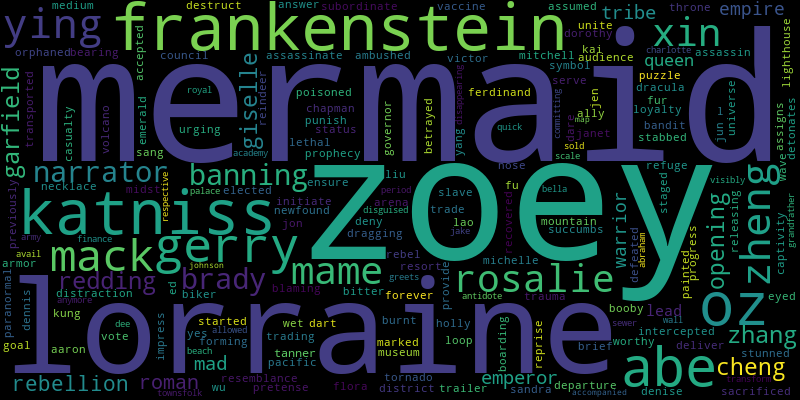 medium destruct answer subordinate vaccine assumed throne dorothy empire
ying frankenstein unite tribe xin
orphaned bearing accepted council assassinate ambushed victor mitchell kai audience symbol assassin queen charlotte lighthouse
garfield transported casualty volcano mermaid giselle reindeer royal poisoned ferdinand serve puzzle dracula universe
emerald urging chapman punish status lethal prophecy governor betrayed yang disappearing quick committing dare map jen ally janet fur loyalty bandit stabbed jun li wave assigns detonates
sang academy sold scale nose refuge
narrator banning liu zoey
previously necklace midst respective palace elected ensure period slave fu bella mountain warrior staged visibly grandfather
katniss newfound initiate disguised arena trade lao succumbs opening releasing zheng captivity
jon deny jake recovered defeated abraham painted progress
army finance dragging rebel michelle
avail mack gerry johnson greets resort provide
armor redding brady mame rosalie oz eyed
paranormal dennis distraction anymore ed biker blaming bitter forever antidote trauma booby lead
goal kung dee started wet dart burnt holly wall intercepted zhang
impress vote yes allowed forming trading marked loop boarding reprise sewer worthy deliver
aaron lorraine beach mad tanner museum brief abe stunned
rebellion roman resemblance pacific tornado emperor departure denise cheng
townsfolk wu pretense flora district trailer sandra accompanied transform sacrificed